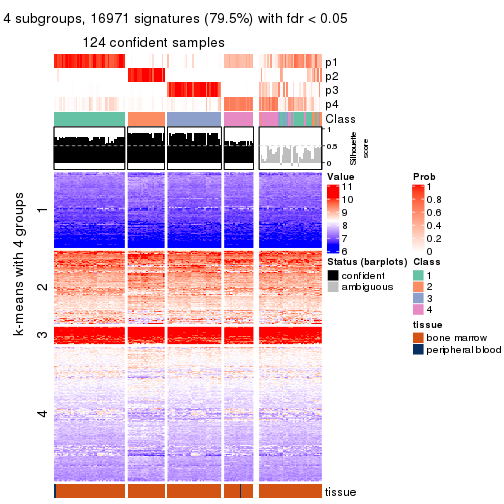 4 subgroups, 16971 signatures (79.5%) with fdr < 0.05
124 confident samples
p1
p2
p3
p4
Class
1
0.5
0
Silhouette
score
k-means with 4 groups
1
2
3
4
tissue
Value
11
10
9
8
7
6
Prob
1
0.8
0.6
0.4
0.2
0
Status (barplots)
confident
ambiguous
Class
1
2
3
4
tissue
bone marrow
peripheral blood